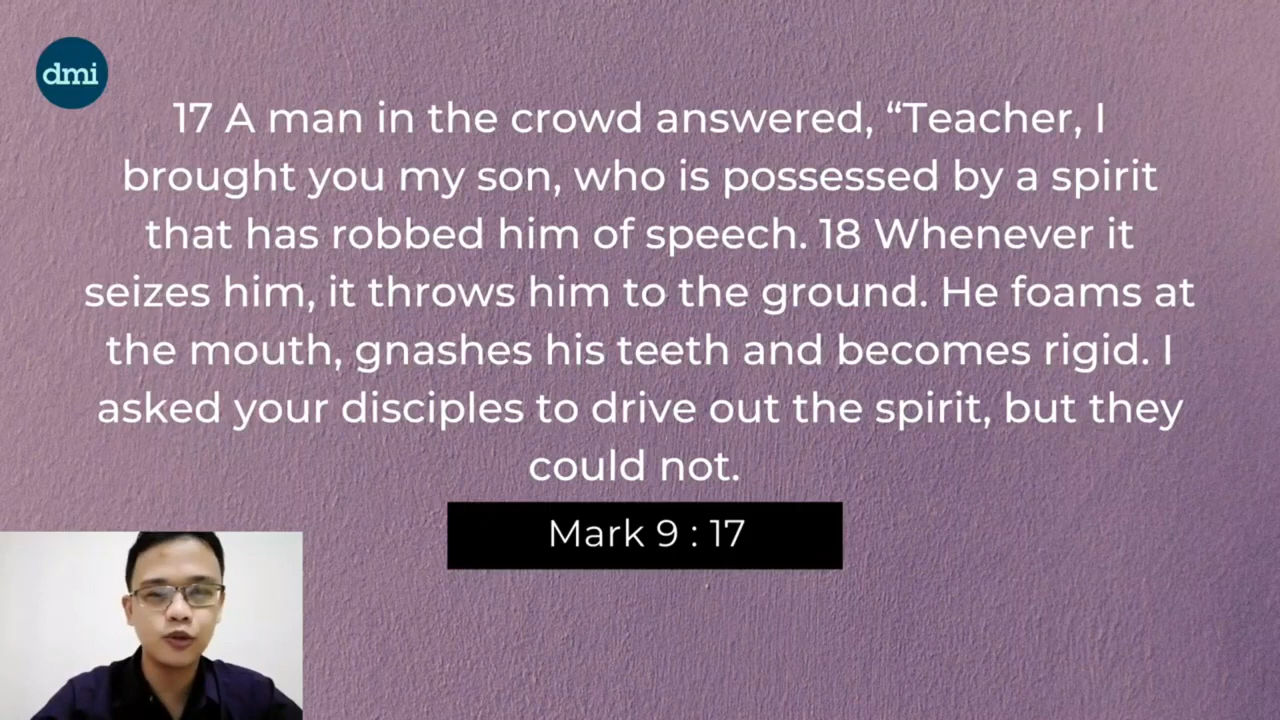 dmi
17 A man in the crowd answered, “Teacher, I
brought you my son, who is possessed by a spirit
that has robbed him of speech. 18 Whenever it
seizes him, it throws him to the ground. He foams at
the mouth, gnashes his teeth and becomes rigid. I
asked your disciples to drive out the spirit, but they
could not.
Mark 9 : 17